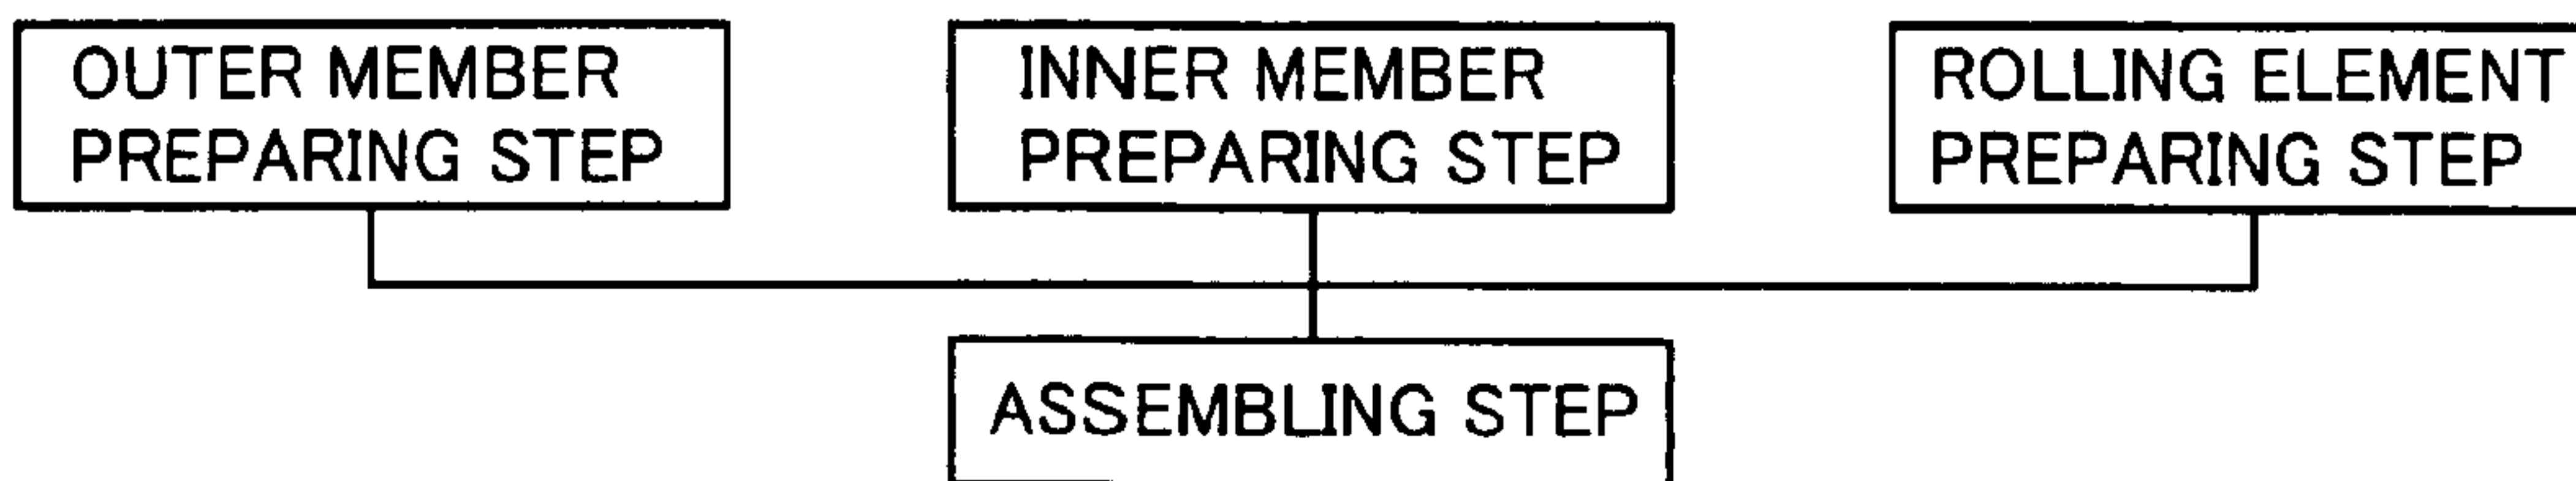 OUTER MEMBER
PREPARING STEP
INNER MEMBER
PREPARING STEP
ROLLING ELEMENT
PREPARING STEP
ASSEMBLING STEP